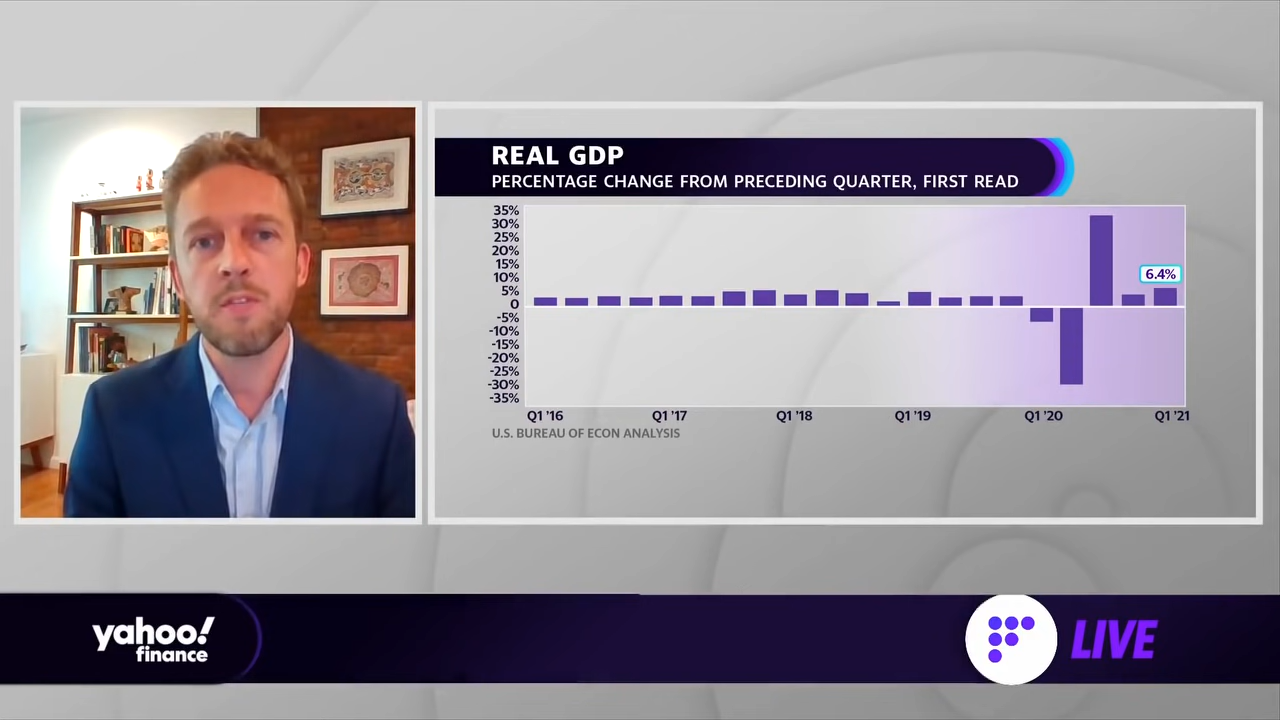 REAL GDP
PERCENTAGE CHANGE FROM PRECEDING QUARTER, FIRST READ
35%
30%
25%
20%
15%
10%
5%
0
-5%
-10%
-15%
-20%
-25%
-30%
-35%
6.4%
Q1 '16 Q1 '17 Q1 '18 Q1 '19 Q1 '20 Q1 '21
U.S. BUREAU OF ECON ANALYSIS
yahoo!
finance
LIVE